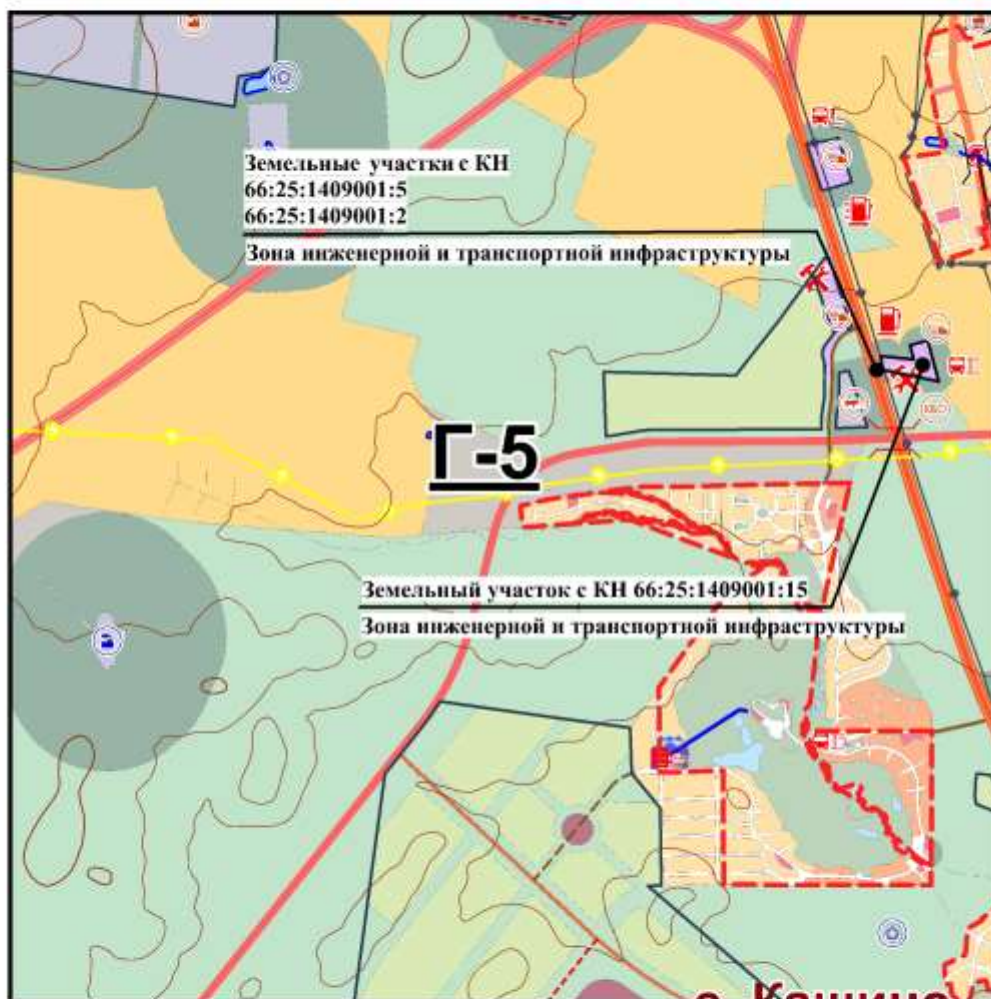 Земельные участки с КН
66:25:1409001:5
66:25:1409001:2
Зона инженерной и транспортной инфраструктуры
Г-5
Земельный участок с КН 66:25:1409001:15
Зона инженерной и транспортной инфраструктуры
с. Кашино